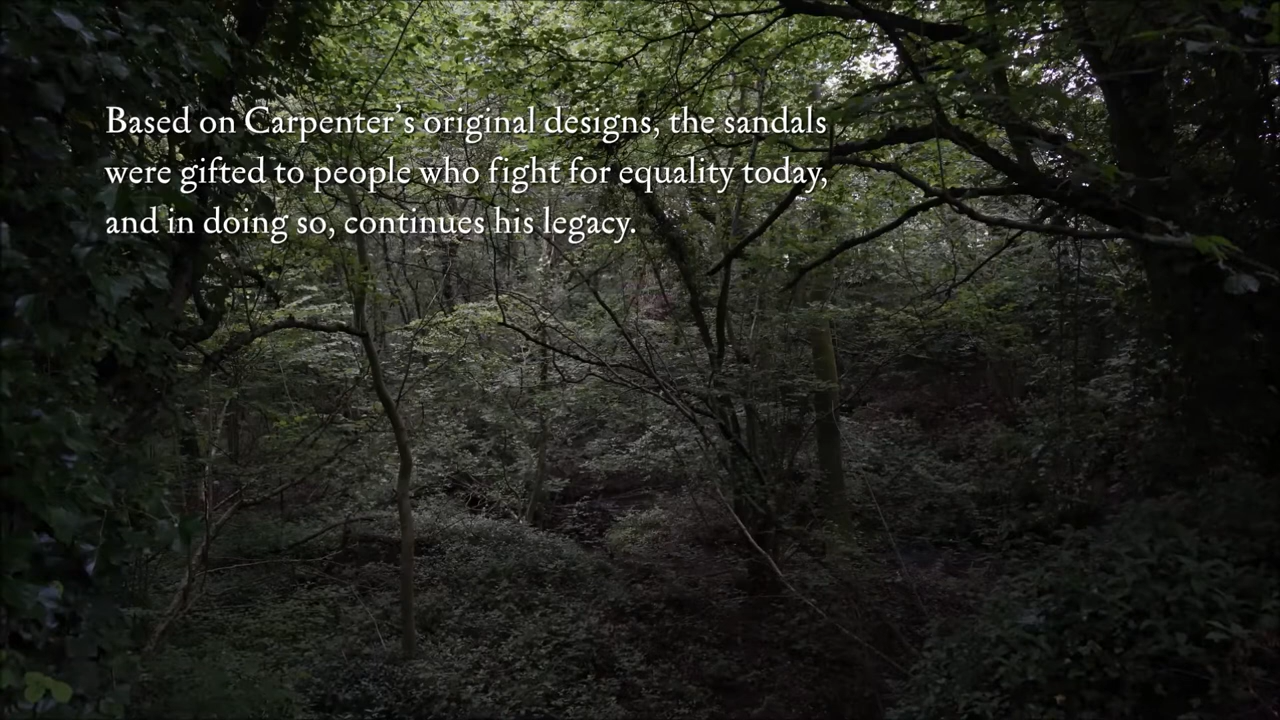 Based on Carpenter’s original designs, the sandals
were gifted to people who fight for equality today,
and in doing so, continues his legacy.